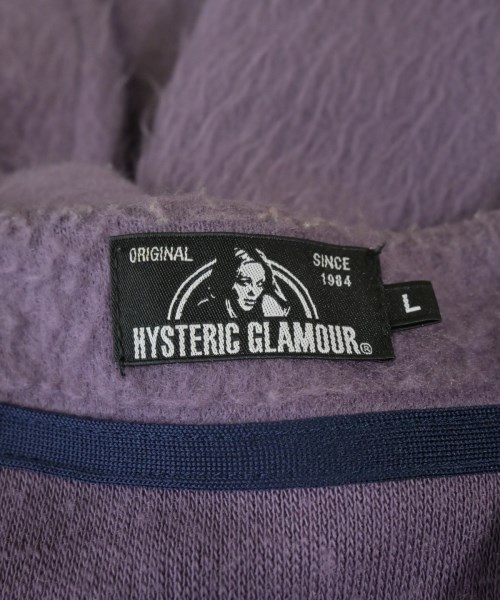 ORIGINAL
SINCE
1984
HYSTERIC GLAMOUR®
L